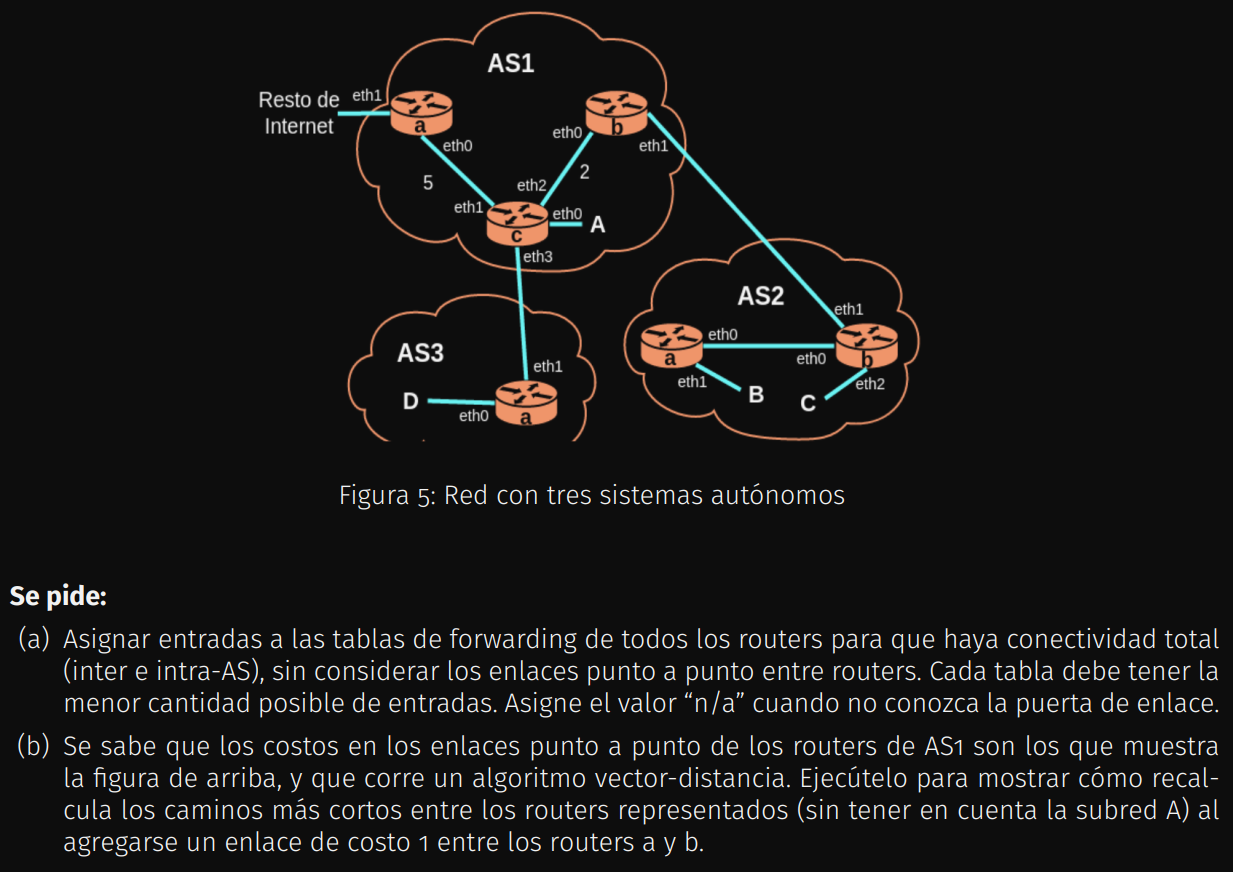 AS1
Resto de
Internet
eth1
a
eth0
5
b
eth0
eth1
2
eth2
eth1
eth0
A
c
eth3
AS2
eth1
a
eth0
eth0
b
eth1
B
C
eth2
AS3
eth1
D
eth0
a
Figura 5: Red con tres sistemas autónomos
Se pide:
(a) Asignar entradas a las tablas de forwarding de todos los routers para que haya conectividad total
(inter e intra-AS), sin considerar los enlaces punto a punto entre routers. Cada tabla debe tener la
menor cantidad posible de entradas. Asigne el valor “n/a” cuando no conozca la puerta de enlace.
(b) Se sabe que los costos en los enlaces punto a punto de los routers de AS1 son los que muestra
la figura de arriba, y que corre un algoritmo vector-distancia. Ejecútelo para mostrar cómo recal-
cula los caminos más cortos entre los routers representados (sin tener en cuenta la subred A) al
agregarse un enlace de costo 1 entre los routers a y b.